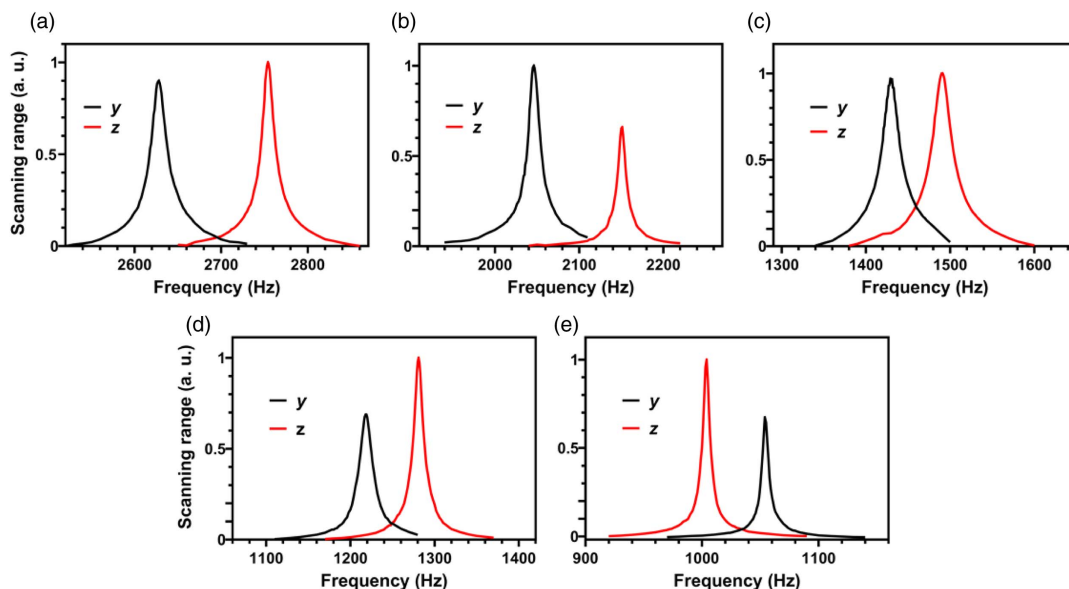 (a)
Scanning range (a. u.)
1
0.5
0
y
z
2600 2700 2800
Frequency (Hz)
(b)
1
0.5
0
y
z
2000 2100 2200
Frequency (Hz)
(c)
1
0.5
0
y
z
1300 1400 1500 1600
Frequency (Hz)
(d)
Scanning range (a. u.)
1
0.5
0
y
z
1100 1200 1300 1400
Frequency (Hz)
(e)
1
0.5
0
y
z
900 1000 1100
Frequency (Hz)